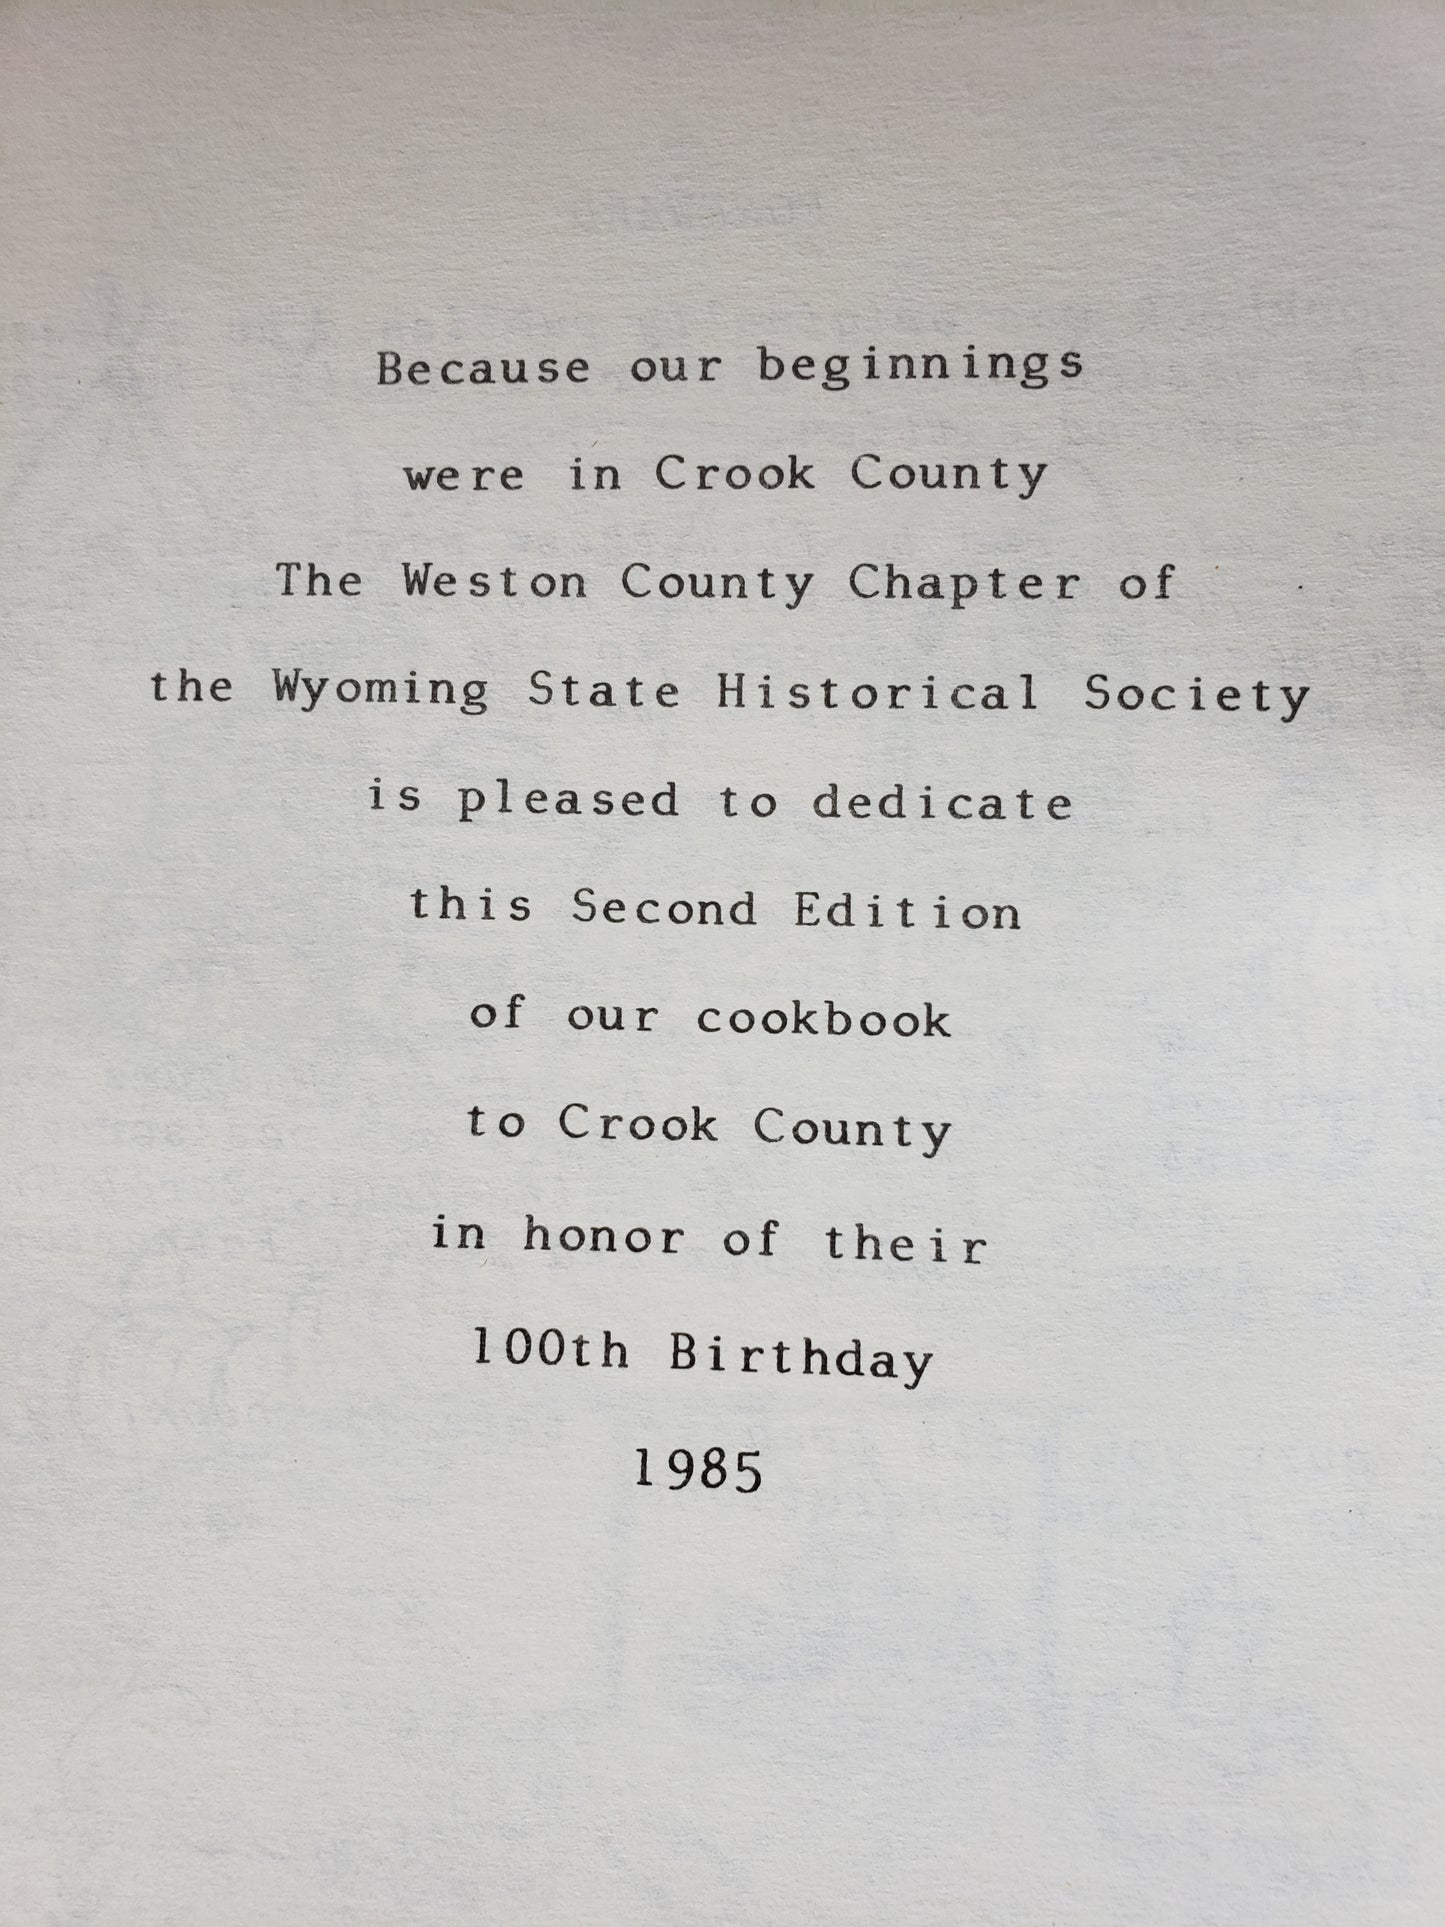 Because our beginnings
were in Crook County
The Weston County Chapter of
the Wyoming State Historical Society
is pleased to dedicate
this Second Edition
of our cookbook
to Crook County
in honor of their
100th Birthday
1985